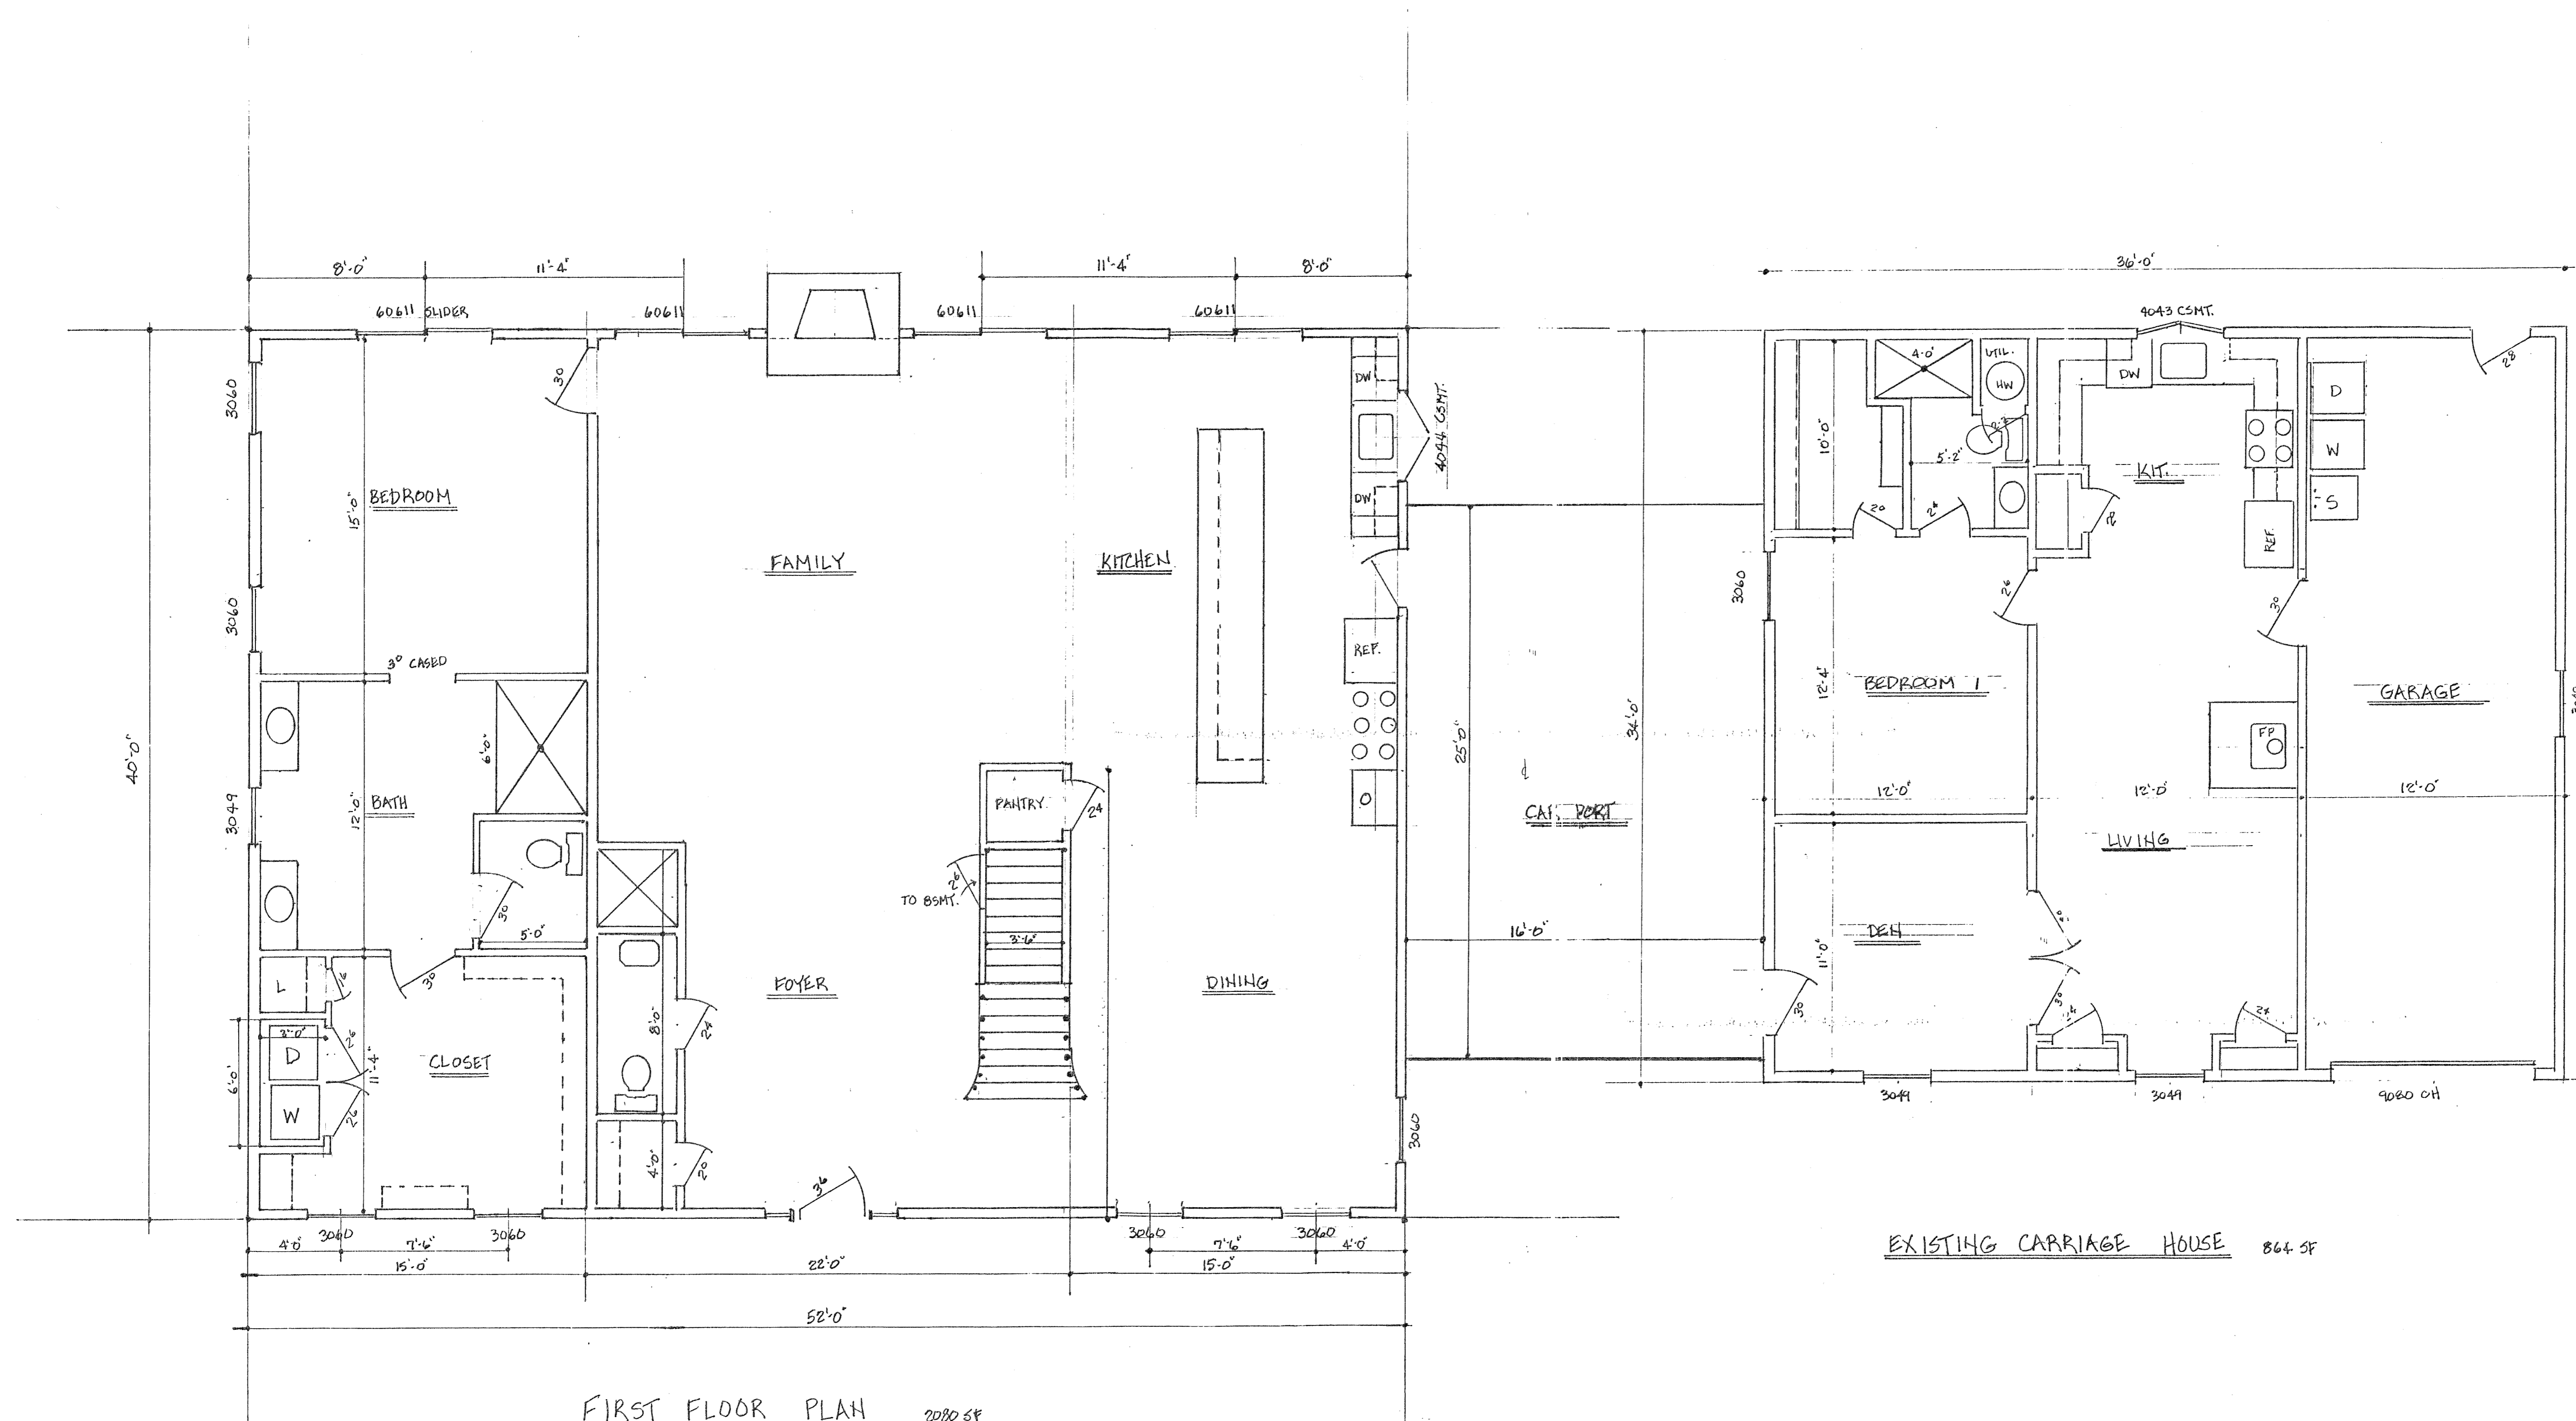 8'-0"
11'-4"
11'-4"
8'-0"
36'-0"
60611 SLIDER
60611
60611
60611
4043 CSMT.
3060
30
DW
4044 CSMT.
4'-0"
UTIL.
HW
DW
D
28
W
S
10'-0"
5'-2"
KIT.
BEDROOM
15'-0"
DW
20
REF.
FAMILY
KITCHEN
3060
3060
26
30
3° CASED
REF.
BEDROOM 1
12'-4"
GARAGE
6'-0"
34'-0"
25'-0"
FP
40'-0"
3049
BATH
12'-0"
PANTRY
24
CAR PORT
12'-0"
12'-0"
12'-0"
LIVING
26
TO BSMT.
30
5'-0"
3'-6"
16'-0"
DEN
11'-0"
L
16
30
FOYER
DINING
30
30
8'-0"
24
24
24
3'-0"
D
26
11'-4"
CLOSET
6'-0"
W
26
4'-0"
20
36
3060
3049
3049
9080 OH
3060
3060
3060
3060
4'-0"
7'-6"
7'-6"
4'-0"
15'-0"
22'-0"
15'-0"
EXISTING CARRIAGE HOUSE 864 SF
52'-0"
FIRST FLOOR PLAN 2080 SF